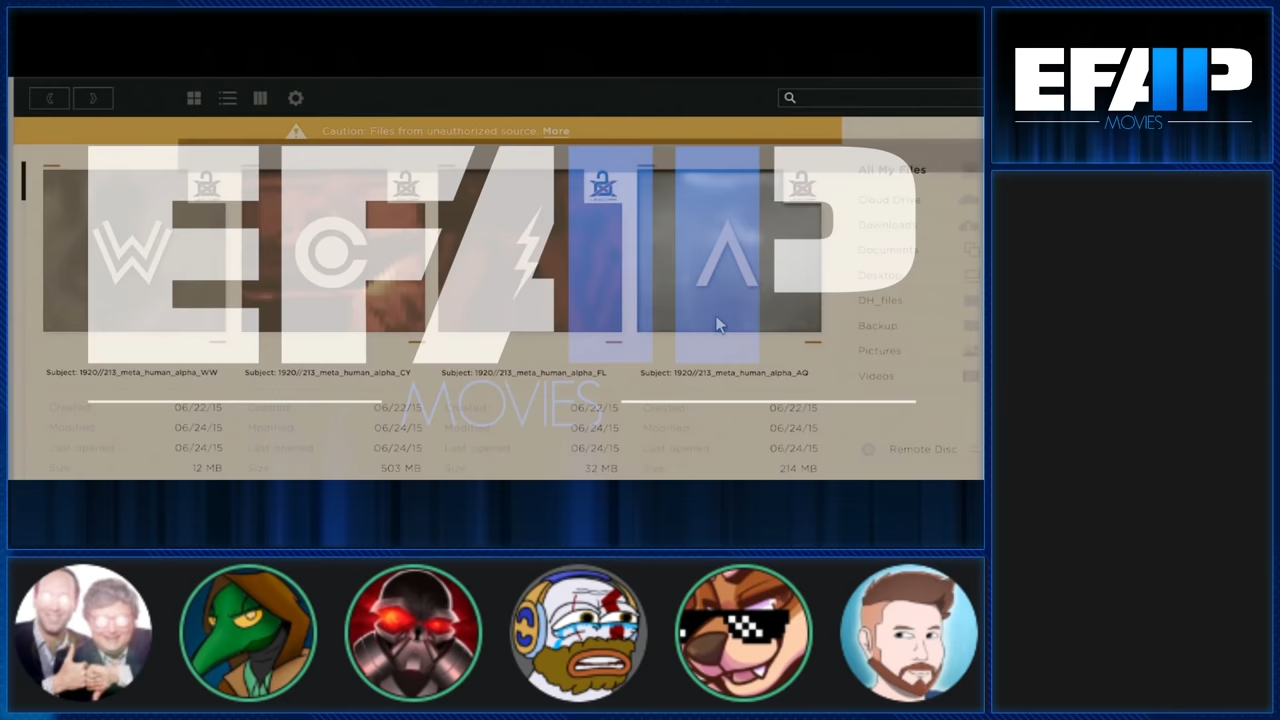 EFAP
MOVIES
Caution: Files from unauthorized source. More
All My Files
Cloud Drive
Downloads
Documents
Desktop
DH_files
Backup
Pictures
Videos
Remote Disc
EFAP
MOVIES
W
C
Subject: 1920//213_meta_human_alpha_WW
Subject: 1920//213_meta_human_alpha_CY
Subject: 1920//213_meta_human_alpha_FL
Subject: 1920//213_meta_human_alpha_AQ
Created 06/22/15 Created 06/22/15 Created 06/22/15 Created 06/22/15
Modified 06/24/15 Modified 06/24/15 Modified 06/24/15 Modified 06/24/15
Last opened 06/24/15 Last opened 06/24/15 Last opened 06/24/15 Last opened 06/24/15
Size 12 MB Size 503 MB Size 32 MB Size 214 MB